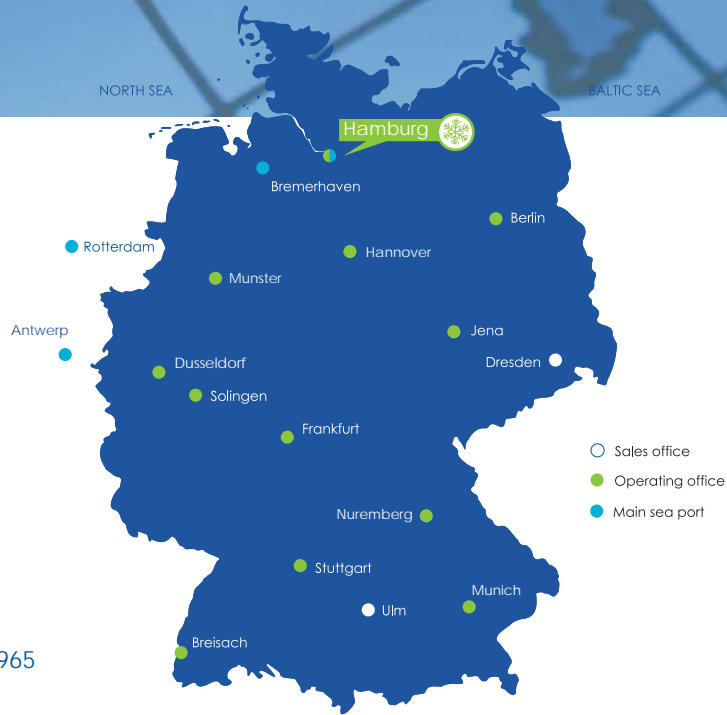 NORTH SEA
BALTIC SEA
Hamburg
Bremerhaven
Berlin
Rotterdam
Hannover
Munster
Antwerp
Jena
Dusseldorf
Dresden
Solingen
Frankfurt
Sales office
Operating office
Main sea port
Nuremberg
Stuttgart
Munich
Ulm
Breisach
965